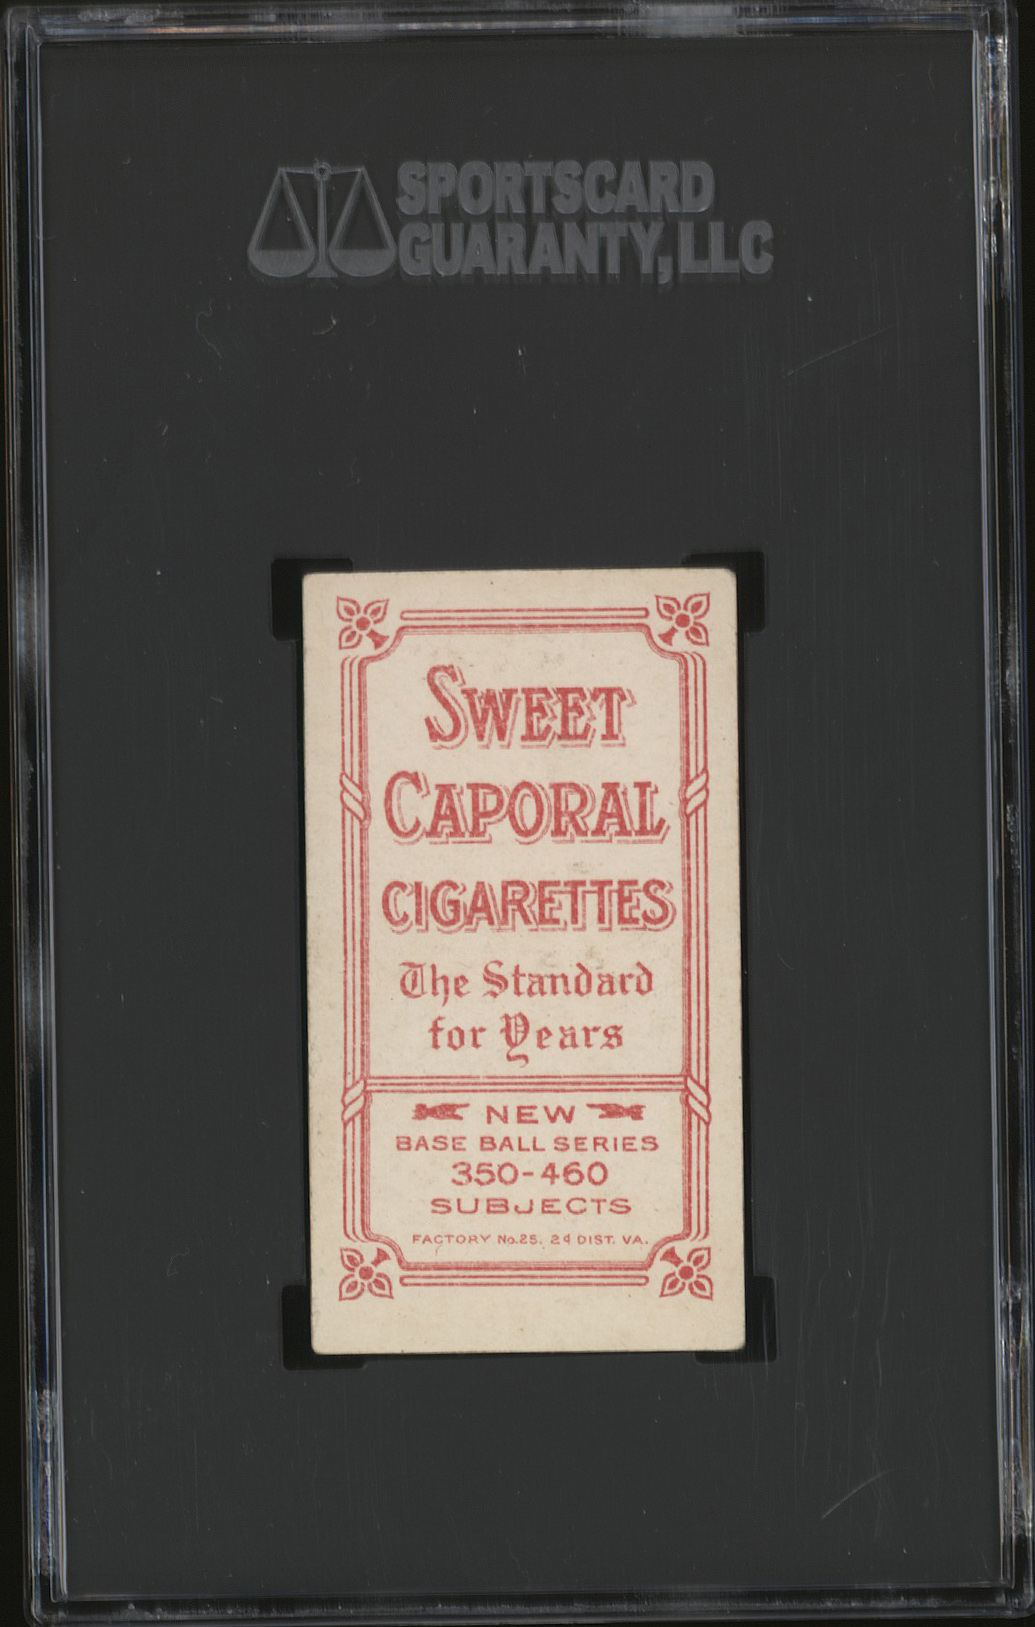 SPORTSCARD
GUARANTY, LLC
SWEET
CAPORAL
CIGARETTES
The Standard
for Years
NEW
BASE BALL SERIES
350-460
SUBJECTS
FACTORY No.25. 2d DIST. VA.